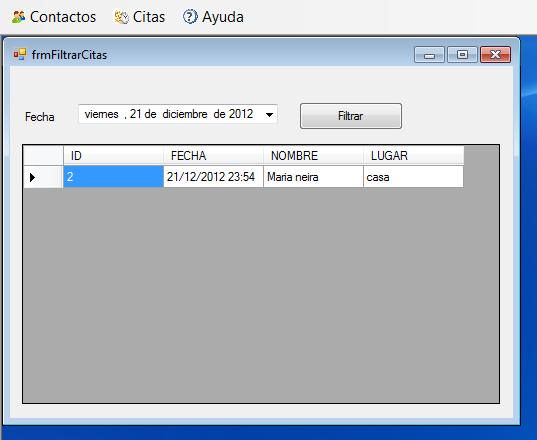 Contactos Citas Ayuda
frmFiltrarCitas
Fecha viernes , 21 de diciembre de 2012 Filtrar
ID FECHA NOMBRE LUGAR
2 21/12/2012 23:54 Maria neira casa